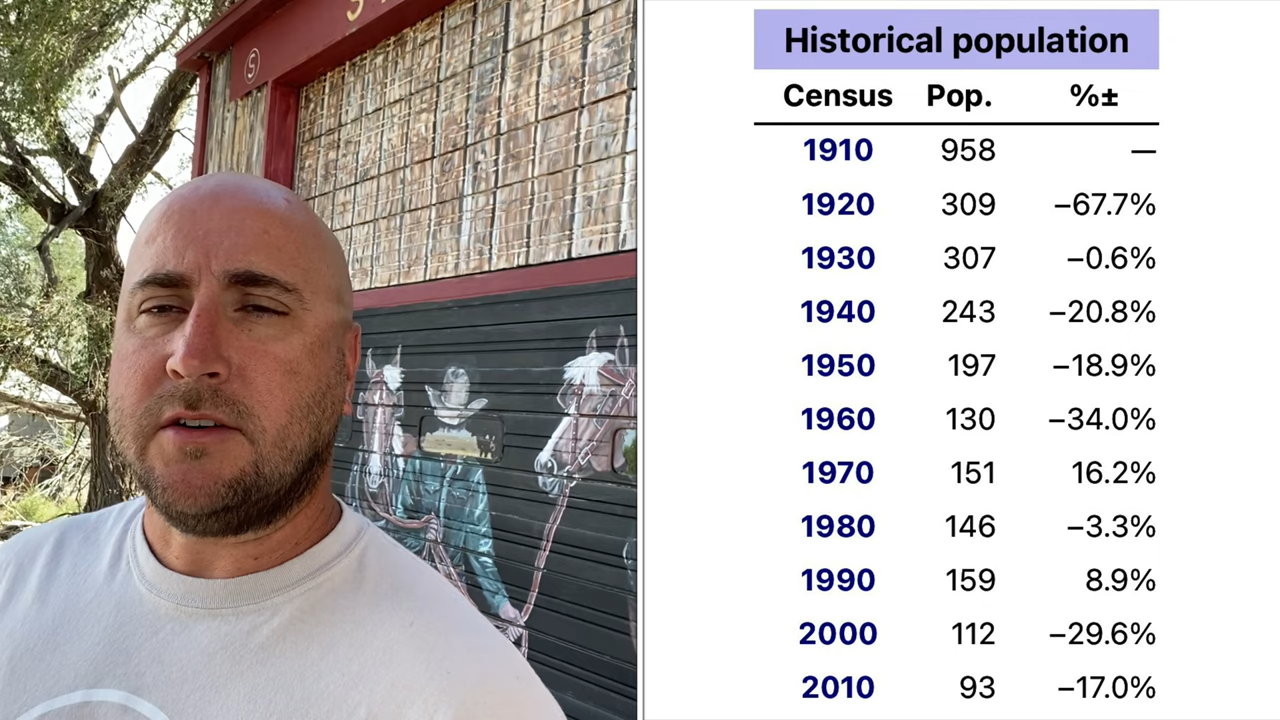 S
Historical population
Census Pop. %±
1910 958 —
1920 309 −67.7%
1930 307 −0.6%
1940 243 −20.8%
1950 197 −18.9%
1960 130 −34.0%
1970 151 16.2%
1980 146 −3.3%
1990 159 8.9%
2000 112 −29.6%
2010 93 −17.0%